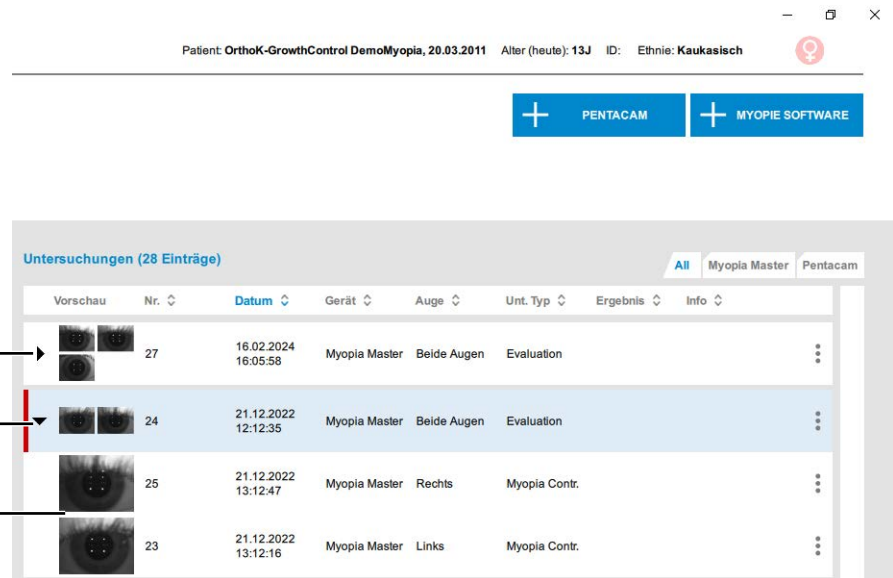 Patient: OrthoK-GrowthControl DemoMyopia, 20.03.2011 Alter (heute): 13J ID: Ethnie: Kaukasisch
PENTACAM MYOPIE SOFTWARE
Untersuchungen (28 Einträge) All Myopia Master Pentacam
Vorschau Nr. Datum Gerät Auge Unt. Typ Ergebnis Info
27 16.02.2024 16:05:58 Myopia Master Beide Augen Evaluation
24 21.12.2022 12:12:35 Myopia Master Beide Augen Evaluation
25 21.12.2022 13:12:47 Myopia Master Rechts Myopia Contr.
23 21.12.2022 13:12:16 Myopia Master Links Myopia Contr.